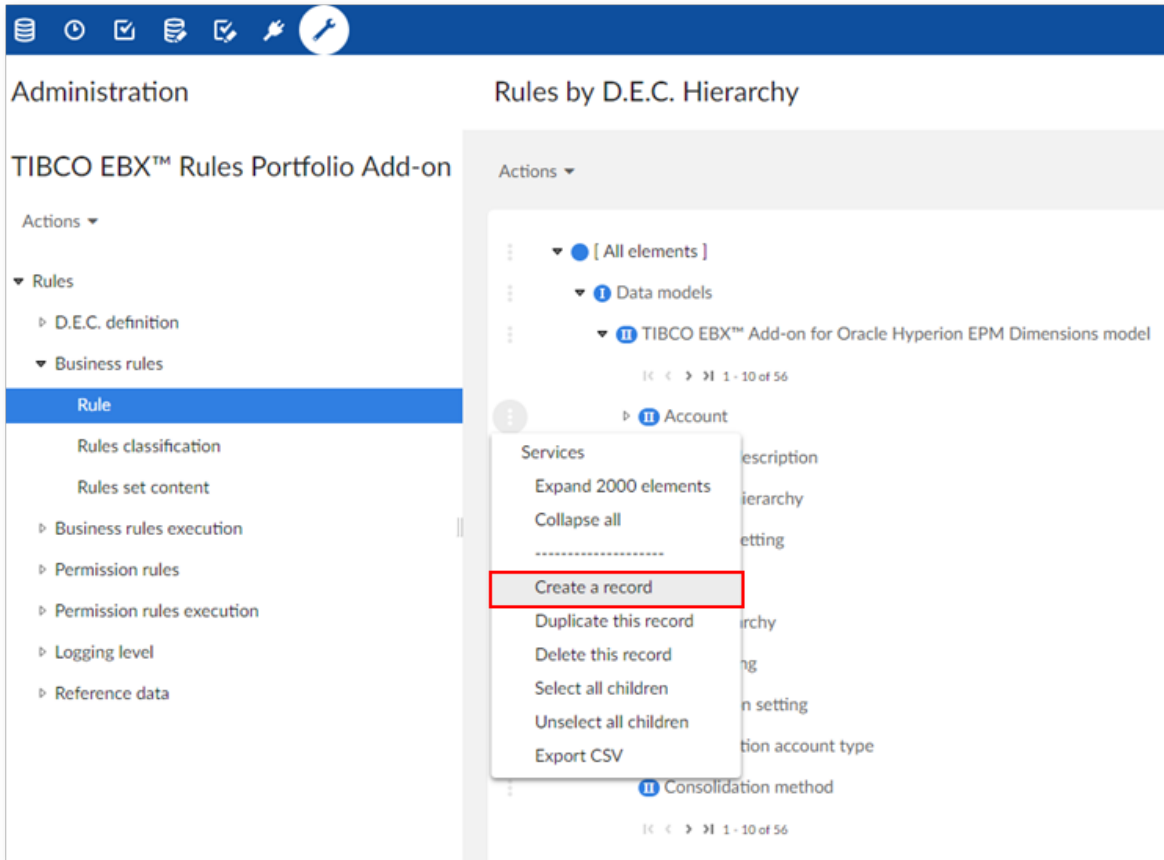 Administration
Rules by D.E.C. Hierarchy
TIBCO EBX™ Rules Portfolio Add-on
Actions
Actions
Rules
D.E.C. definition
Business rules
Rule
Rules classification
Rules set content
Business rules execution
Permission rules
Permission rules execution
Logging level
Reference data
[ All elements ]
I Data models
II TIBCO EBX™ Add-on for Oracle Hyperion EPM Dimensions model
1 - 10 of 56
II Account
Services
Expand 2000 elements
Collapse all
--------------------
Create a record
Duplicate this record
Delete this record
Select all children
Unselect all children
Export CSV
escription
ierarchy
etting
rchy
ng
n setting
tion account type
II Consolidation method
1 - 10 of 56